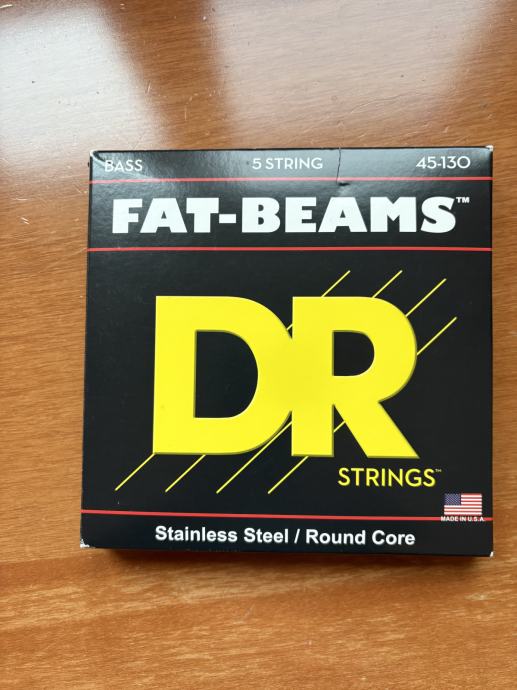 BASS 5 STRING 45-130
FAT-BEAMS™
DR
STRINGS™
MADE IN U.S.A.
Stainless Steel / Round Core